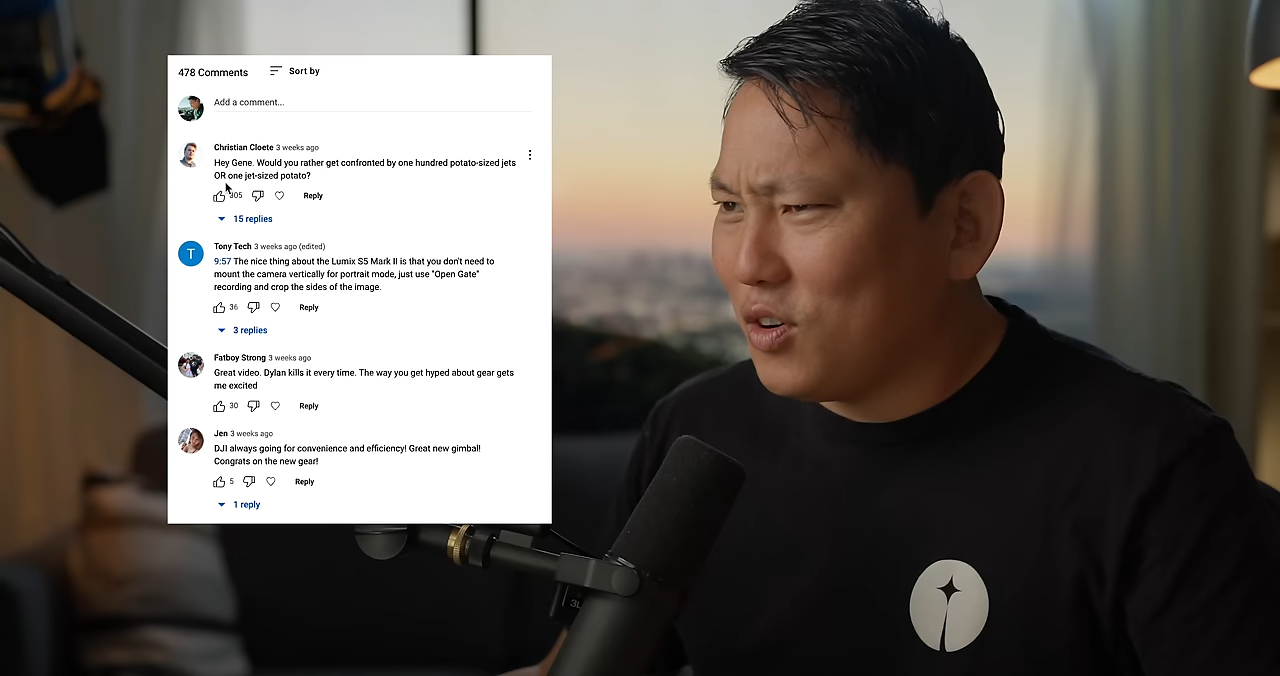 478 Comments Sort by
Add a comment...
Christian Cloete 3 weeks ago
Hey Gene. Would you rather get confronted by one hundred potato-sized jets
OR one jet-sized potato?
305 Reply
15 replies
T
Tony Tech 3 weeks ago (edited)
9:57 The nice thing about the Lumix S5 Mark II is that you don't need to
mount the camera vertically for portrait mode, just use "Open Gate"
recording and crop the sides of the image.
36 Reply
3 replies
Fatboy Strong 3 weeks ago
Great video. Dylan kills it every time. The way you get hyped about gear gets
me excited
30 Reply
Jen 3 weeks ago
DJI always going for convenience and efficiency! Great new gimbal!
Congrats on the new gear!
5 Reply
1 reply